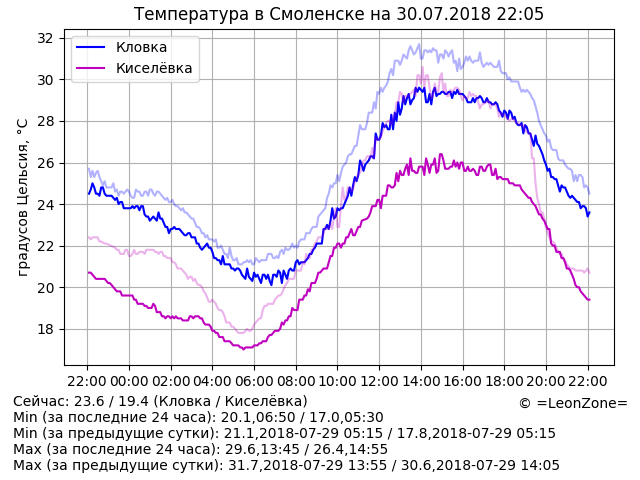 Температура в Смоленске на 30.07.2018 22:05
градусов Цельсия, °C
32
30
28
26
24
22
20
18
Кловка
Киселёвка
22:00 00:00 02:00 04:00 06:00 08:00 10:00 12:00 14:00 16:00 18:00 20:00 22:00
Сейчас: 23.6 / 19.4 (Кловка / Киселёвка)
© =LeonZone=
Min (за последние 24 часа): 20.1,06:50 / 17.0,05:30
Min (за предыдущие сутки): 21.1,2018-07-29 05:15 / 17.8,2018-07-29 05:15
Max (за последние 24 часа): 29.6,13:45 / 26.4,14:55
Max (за предыдущие сутки): 31.7,2018-07-29 13:55 / 30.6,2018-07-29 14:05